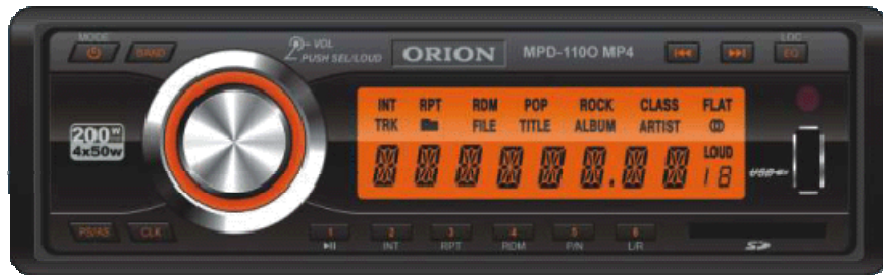 MODE
BAND
= VOL
PUSH SEL/LOUD
ORION
MPD-110O MP4
LOC
EQ
INT RPT RDM POP ROCK CLASS FLAT
TRK FILE TITLE ALBUM ARTIST
LOUD
18
200W
4x50w
USB
PS/AS CLK
1 2 3 4 5 6
INT RPT RDM P/N L/R
SD